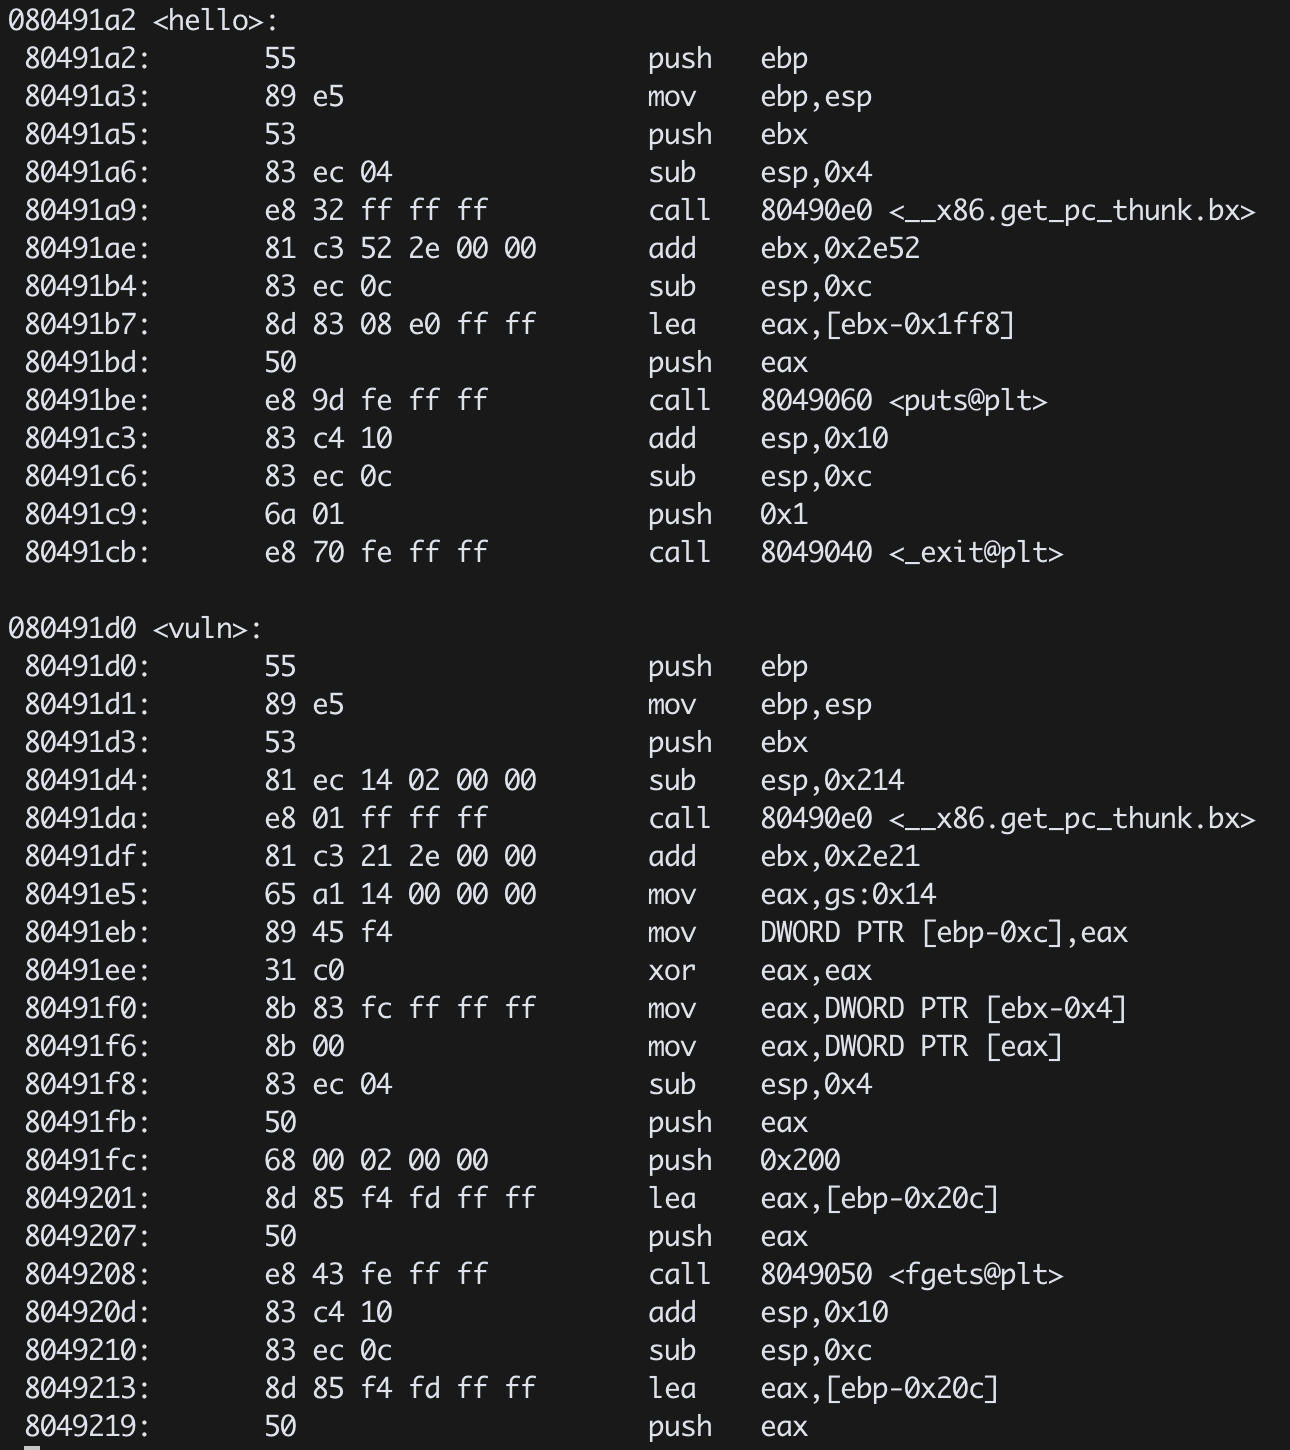 080491a2 <hello>:
 80491a2:       55                      push   ebp
 80491a3:       89 e5                   mov    ebp,esp
 80491a5:       53                      push   ebx
 80491a6:       83 ec 04                sub    esp,0x4
 80491a9:       e8 32 ff ff ff          call   80490e0 <__x86.get_pc_thunk.bx>
 80491ae:       81 c3 52 2e 00 00       add    ebx,0x2e52
 80491b4:       83 ec 0c                sub    esp,0xc
 80491b7:       8d 83 08 e0 ff ff       lea    eax,[ebx-0x1ff8]
 80491bd:       50                      push   eax
 80491be:       e8 9d fe ff ff          call   8049060 <puts@plt>
 80491c3:       83 c4 10                add    esp,0x10
 80491c6:       83 ec 0c                sub    esp,0xc
 80491c9:       6a 01                   push   0x1
 80491cb:       e8 70 fe ff ff          call   8049040 <_exit@plt>

080491d0 <vuln>:
 80491d0:       55                      push   ebp
 80491d1:       89 e5                   mov    ebp,esp
 80491d3:       53                      push   ebx
 80491d4:       81 ec 14 02 00 00       sub    esp,0x214
 80491da:       e8 01 ff ff ff          call   80490e0 <__x86.get_pc_thunk.bx>
 80491df:       81 c3 21 2e 00 00       add    ebx,0x2e21
 80491e5:       65 a1 14 00 00 00       mov    eax,gs:0x14
 80491eb:       89 45 f4                mov    DWORD PTR [ebp-0xc],eax
 80491ee:       31 c0                   xor    eax,eax
 80491f0:       8b 83 fc ff ff ff       mov    eax,DWORD PTR [ebx-0x4]
 80491f6:       8b 00                   mov    eax,DWORD PTR [eax]
 80491f8:       83 ec 04                sub    esp,0x4
 80491fb:       50                      push   eax
 80491fc:       68 00 02 00 00          push   0x200
 8049201:       8d 85 f4 fd ff ff       lea    eax,[ebp-0x20c]
 8049207:       50                      push   eax
 8049208:       e8 43 fe ff ff          call   8049050 <fgets@plt>
 804920d:       83 c4 10                add    esp,0x10
 8049210:       83 ec 0c                sub    esp,0xc
 8049213:       8d 85 f4 fd ff ff       lea    eax,[ebp-0x20c]
 8049219:       50                      push   eax